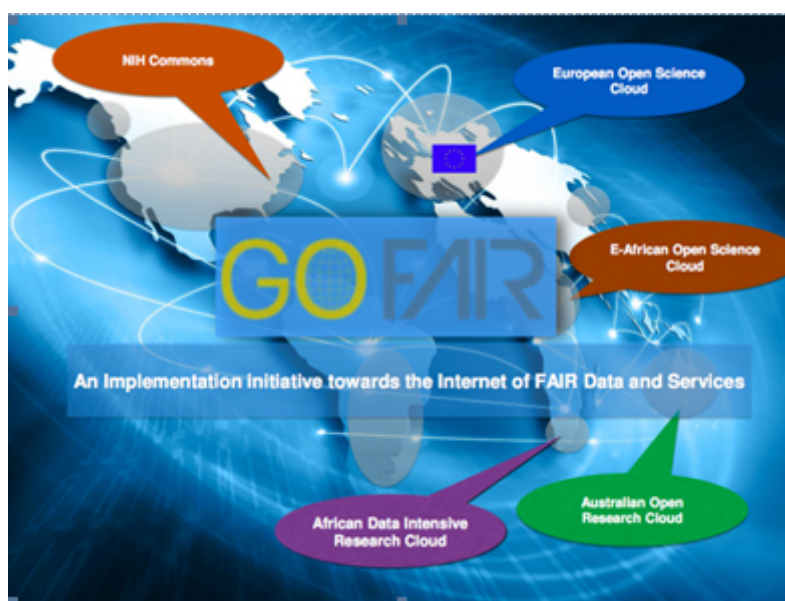 NIH Commons
European Open Science
Cloud
E-African Open Science
Cloud
GO FAIR
An Implementation initiative towards the Internet of FAIR Data and Services
African Data Intensive
Research Cloud
Australian Open
Research Cloud